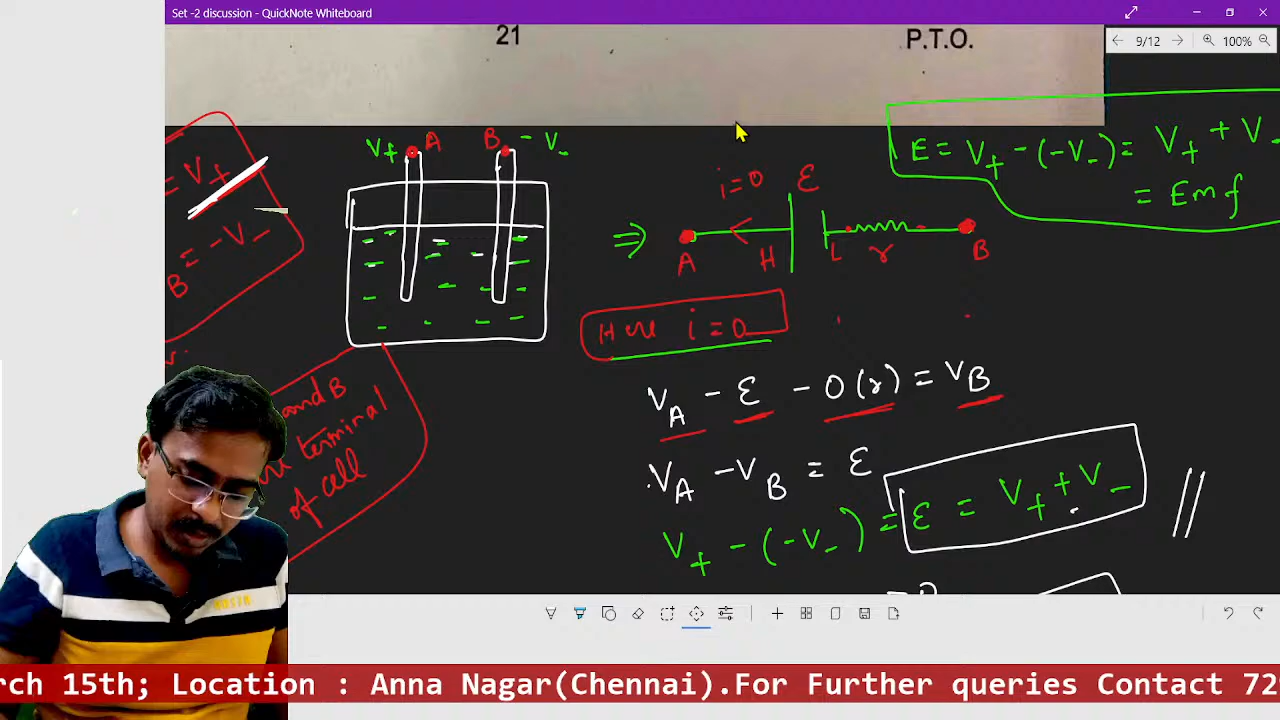 Set -2 discussion - QuickNote Whiteboard
21
P.T.O.
9/12
100%
= V+
B = -V-
V+ A
B - V-
i=0
ε
A
H
L
r
B
E = V+ - (-V-) = V+ + V-
= Emf
Here i = 0
VA - ε - 0(r) = VB
and B
terminal
of cell
VA - VB = ε
V+ - (-V-) = ε = V+ + V-
rch 15th; Location : Anna Nagar(Chennai).For Further queries Contact 72